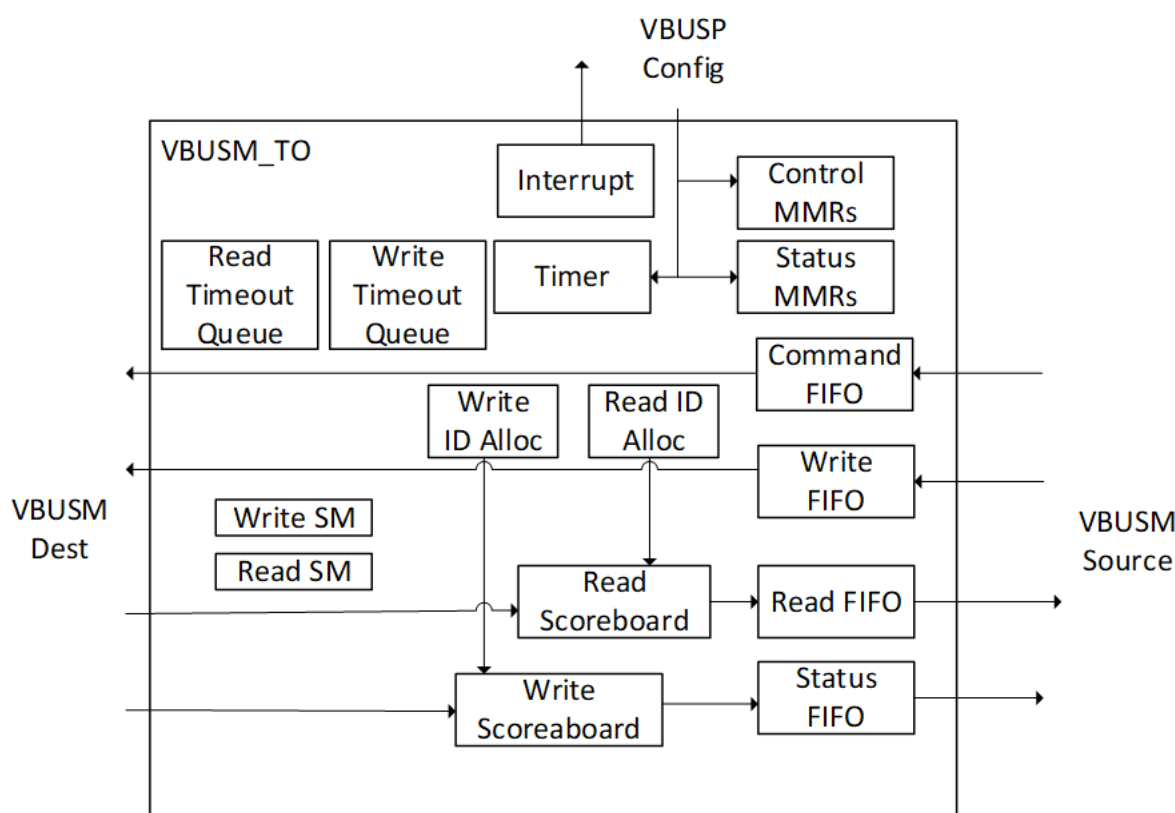 VBUSP
Config
VBUSM_TO
Interrupt
Control
MMRs
Read
Timeout
Queue
Write
Timeout
Queue
Timer
Status
MMRs
Command
FIFO
Write
ID Alloc
Read ID
Alloc
Write
FIFO
VBUSM
Dest
Write SM
Read SM
VBUSM
Source
Read
Scoreboard
Read FIFO
Write
Scoreaboard
Status
FIFO